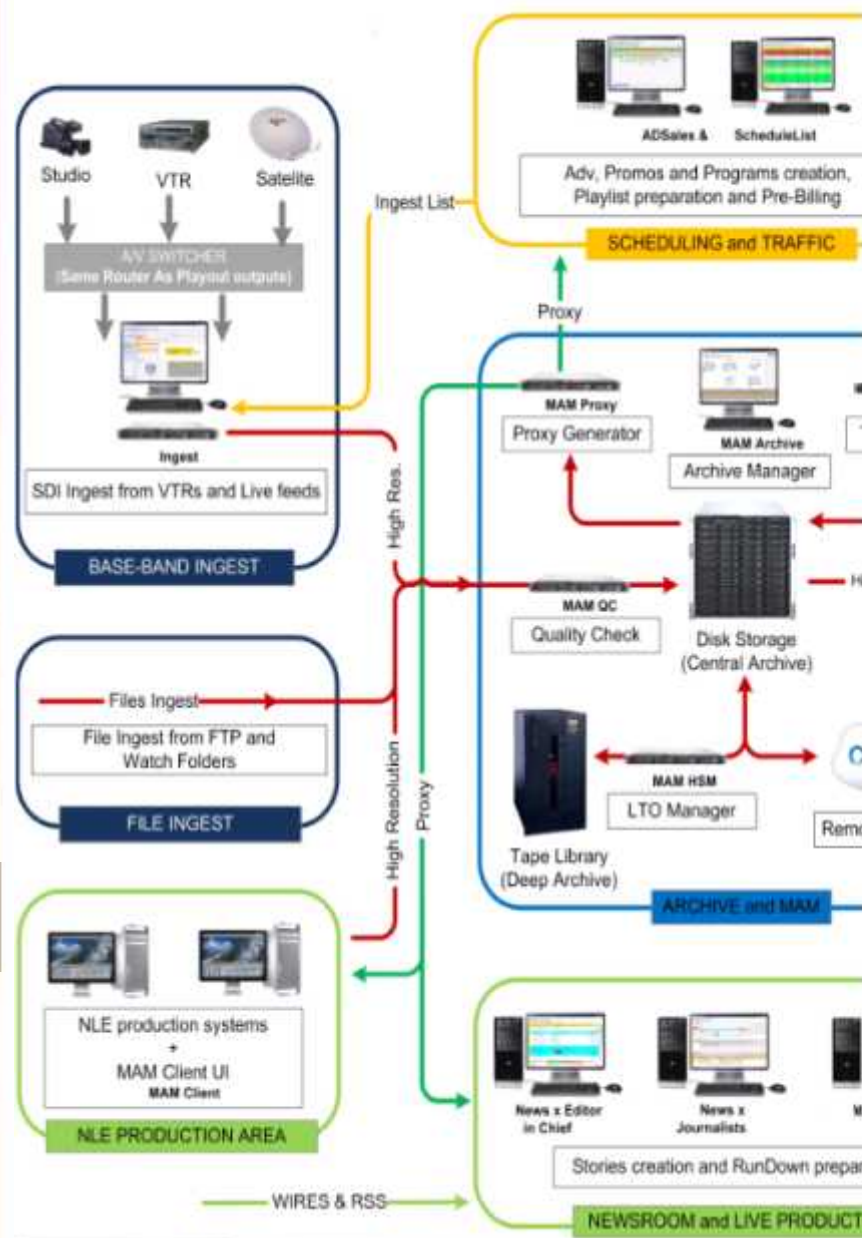 ADSales &
ScheduleList
Adv, Promos and Programs creation,
Playlist preparation and Pre-Billing
SCHEDULING and TRAFFIC
Studio
VTR
Satelite
A/V SWITCHER
(Same Router As Playout outputs)
Ingest
SDI Ingest from VTRs and Live feeds
BASE-BAND INGEST
Ingest List
Proxy
High Res.
MAM Proxy
Proxy Generator
MAM Archive
Archive Manager
MAM QC
Quality Check
Disk Storage
(Central Archive)
Files Ingest
File Ingest from FTP and
Watch Folders
FILE INGEST
High Resolution
Proxy
MAM HSM
LTO Manager
Tape Library
(Deep Archive)
ARCHIVE and MAM
NLE production systems
+
MAM Client UI
MAM Client
NLE PRODUCTION AREA
WIRES & RSS
News x Editor
in Chief
News x
Journalists
Stories creation and RunDown prepar
NEWSROOM and LIVE PRODUCT